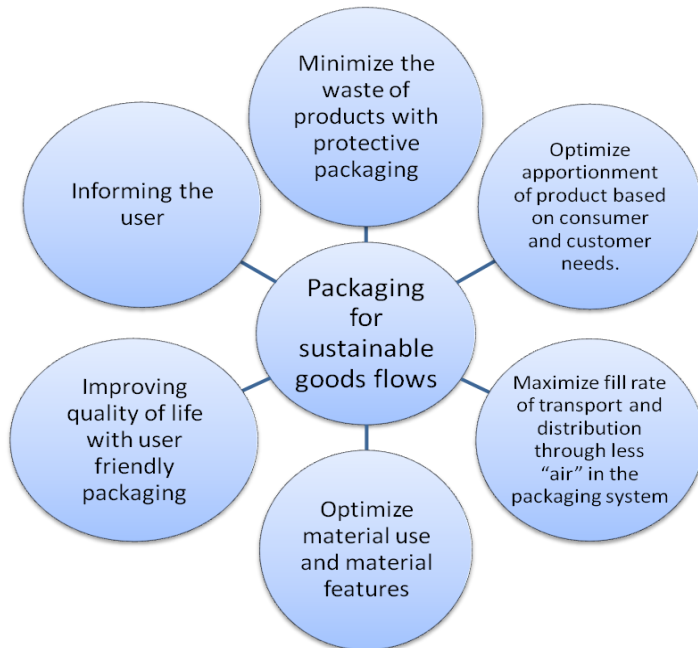 Minimize the
waste of
products with
protective
packaging
Optimize
apportionment
of product based
on consumer
and customer
needs.
Maximize fill rate
of transport and
distribution
through less
“air” in the
packaging system
Optimize
material use
and material
features
Improving
quality of life
with user
friendly
packaging
Informing the
user
Packaging
for
sustainable
goods flows